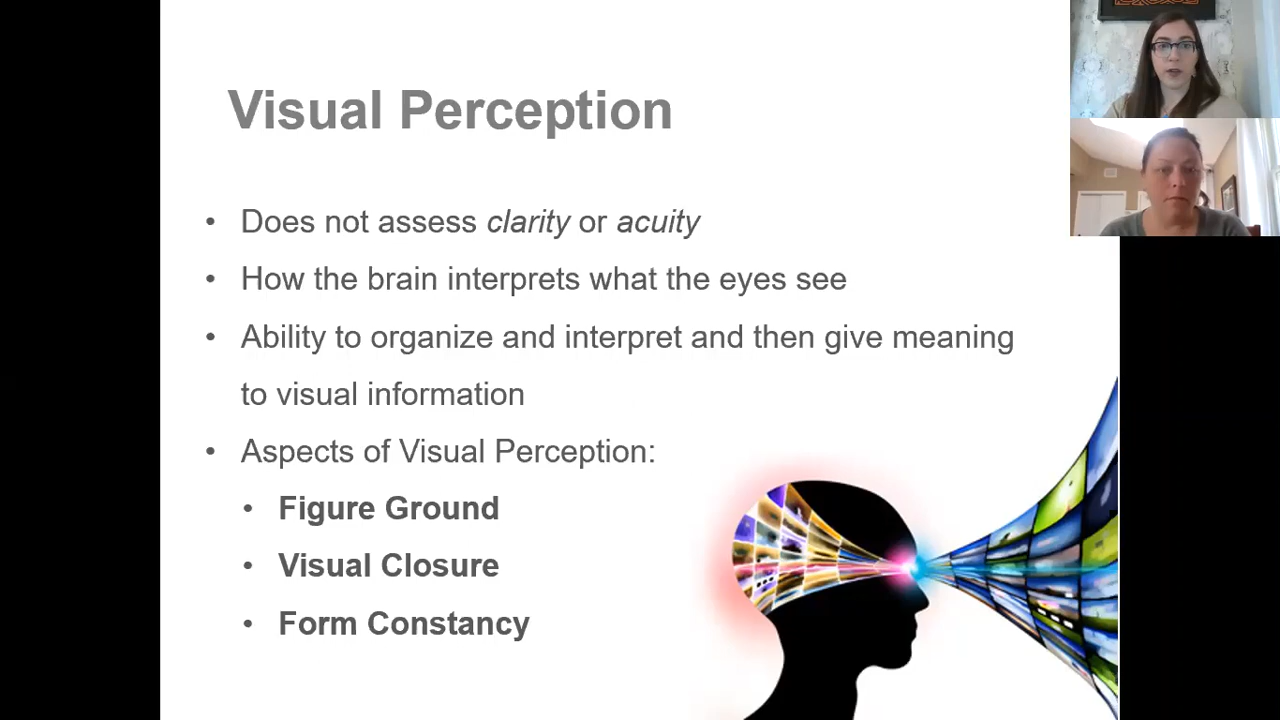 Visual Perception
• Does not assess clarity or acuity
• How the brain interprets what the eyes see
• Ability to organize and interpret and then give meaning
to visual information
• Aspects of Visual Perception:
• Figure Ground
• Visual Closure
• Form Constancy